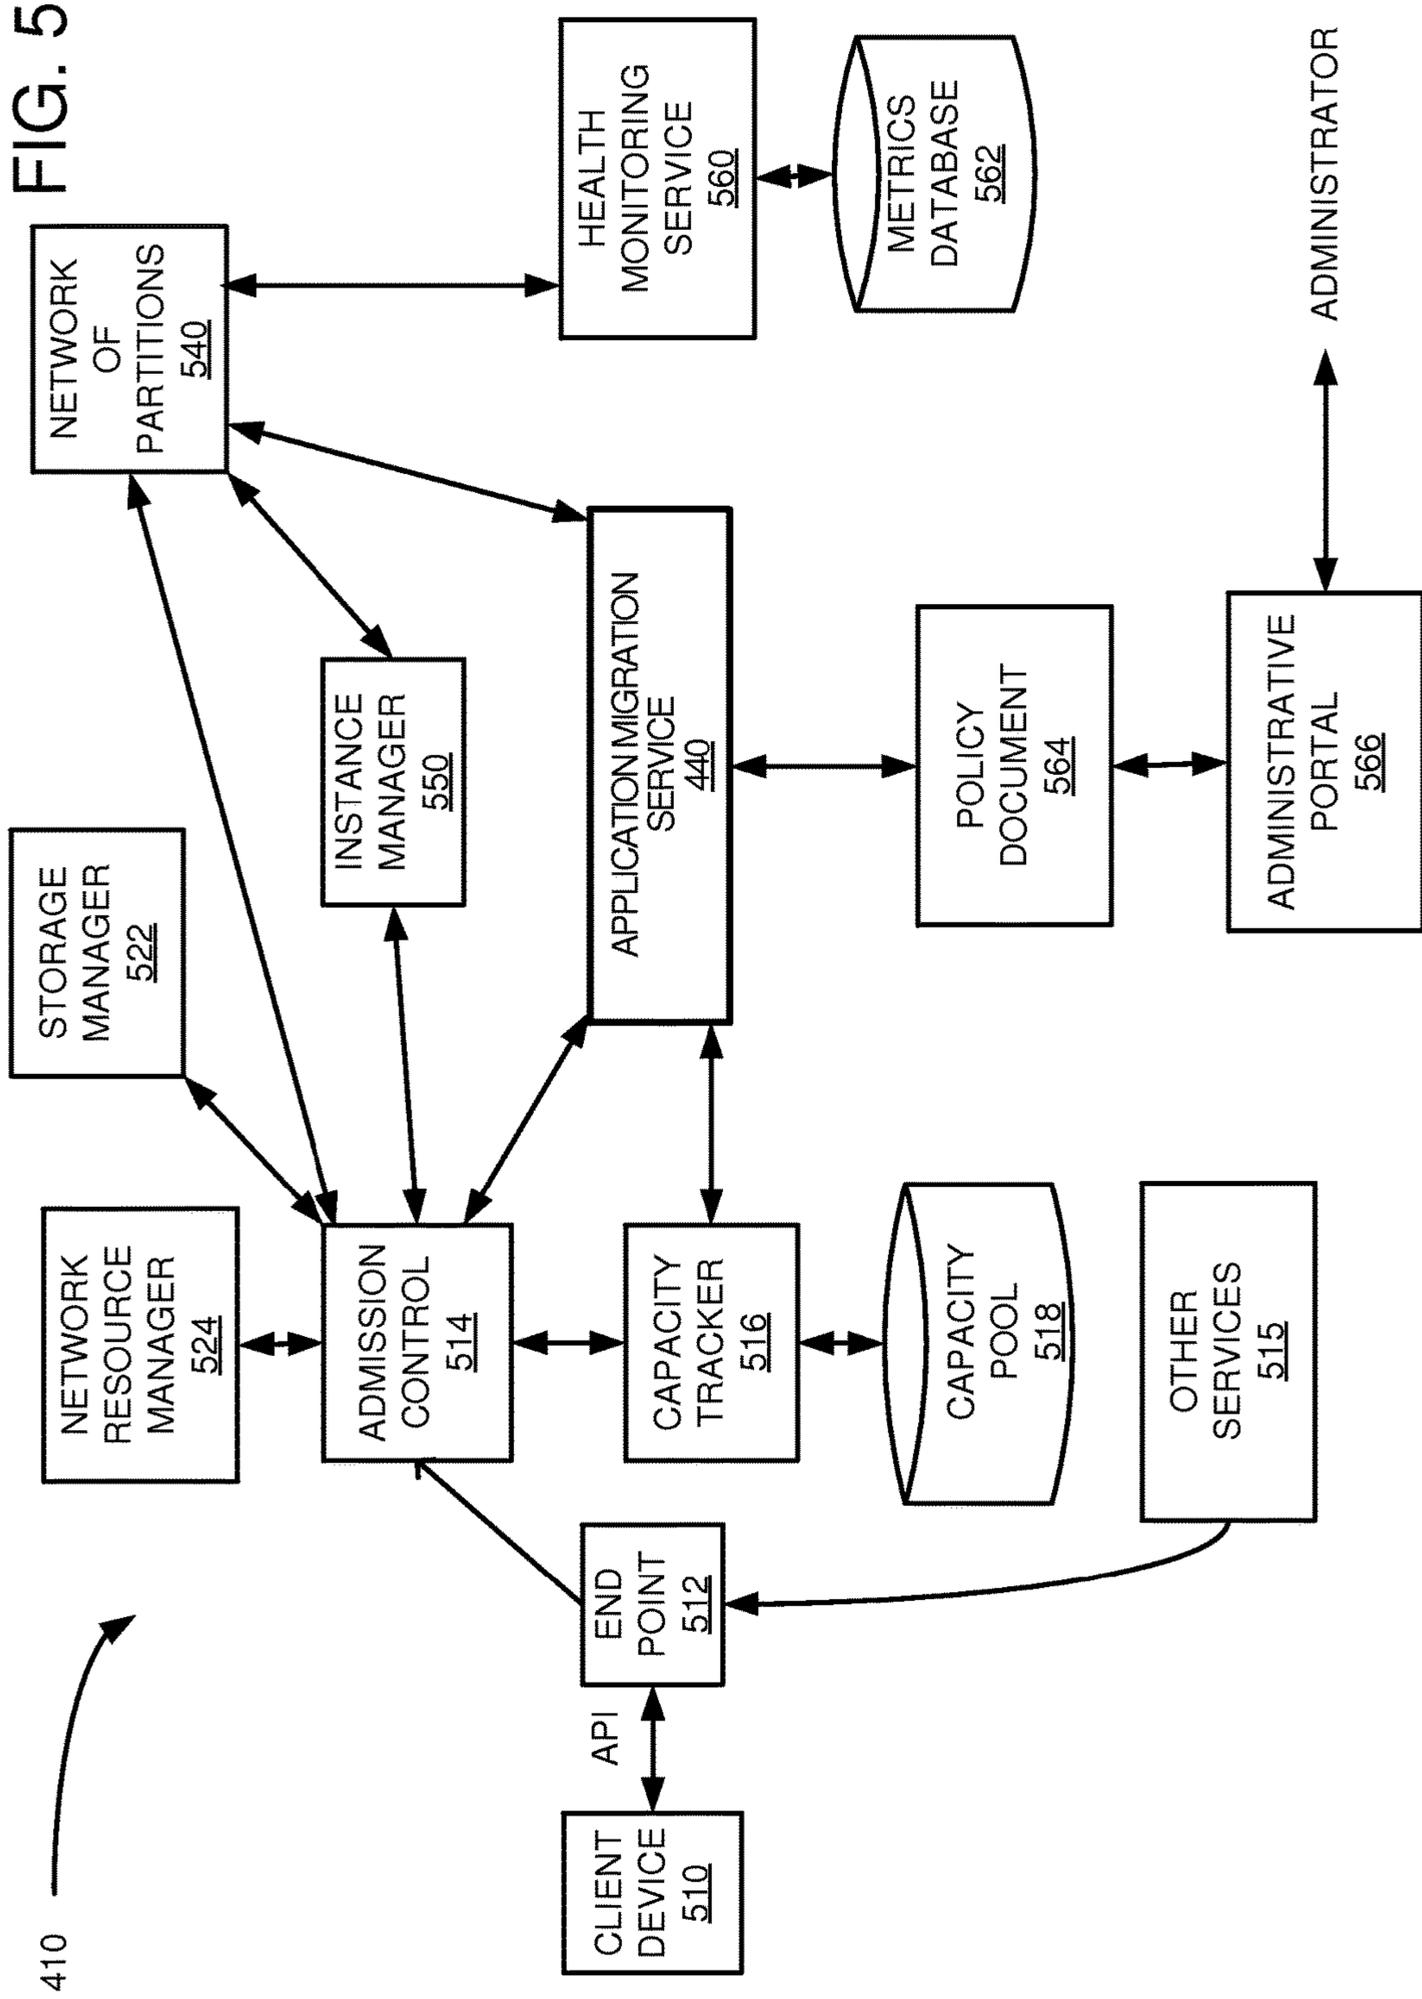 FIG. 5
410
NETWORK
RESOURCE
MANAGER
524
STORAGE
MANAGER
522
NETWORK
OF
PARTITIONS
540
ADMISSION
CONTROL
514
INSTANCE
MANAGER
550
HEALTH
MONITORING
SERVICE
560
CLIENT
DEVICE
510
API
END
POINT
512
CAPACITY
TRACKER
516
APPLICATION MIGRATION
SERVICE
440
METRICS
DATABASE
562
CAPACITY
POOL
518
POLICY
DOCUMENT
564
OTHER
SERVICES
515
ADMINISTRATIVE
PORTAL
566
ADMINISTRATOR